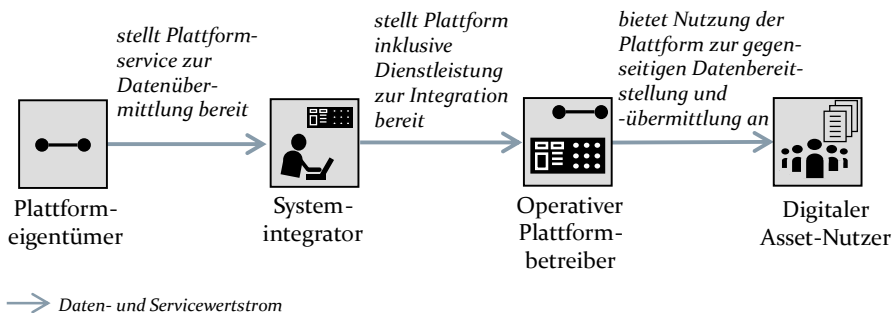 stellt Plattform-
service zur
Datenüber-
mittlung bereit
stellt Plattform
inklusive
Dienstleistung
zur Integration
bereit
bietet Nutzung der
Plattform zur gegen-
seitigen Datenbereit-
stellung und
-übermittlung an
Plattform-
eigentümer
System-
integrator
Operativer
Plattform-
betreiber
Digitaler
Asset-Nutzer
Daten- und Servicewertstrom